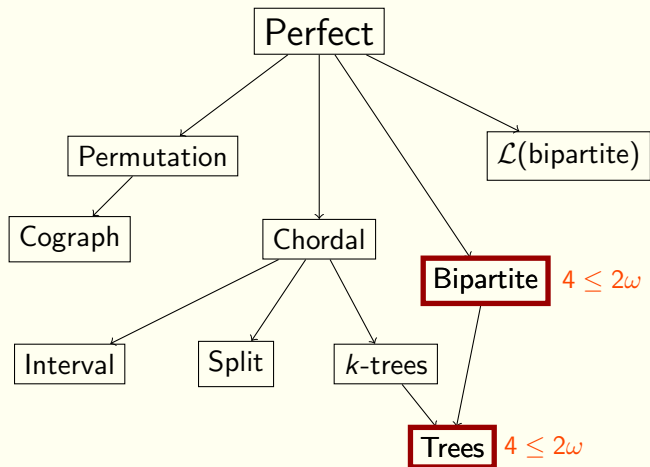 Perfect
Permutation
ℒ(bipartite)
Cograph
Chordal
Bipartite 4 ≤ 2ω
Interval
Split
k-trees
Trees 4 ≤ 2ω